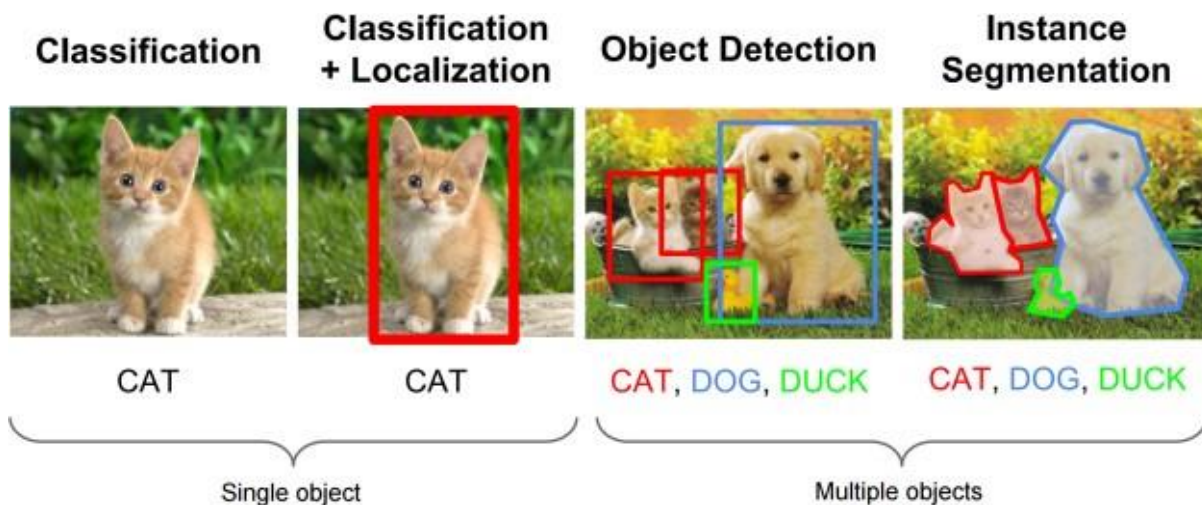 Classification
Classification
+ Localization
Object Detection
Instance
Segmentation
CAT
CAT
CAT, DOG, DUCK
CAT, DOG, DUCK
Single object
Multiple objects